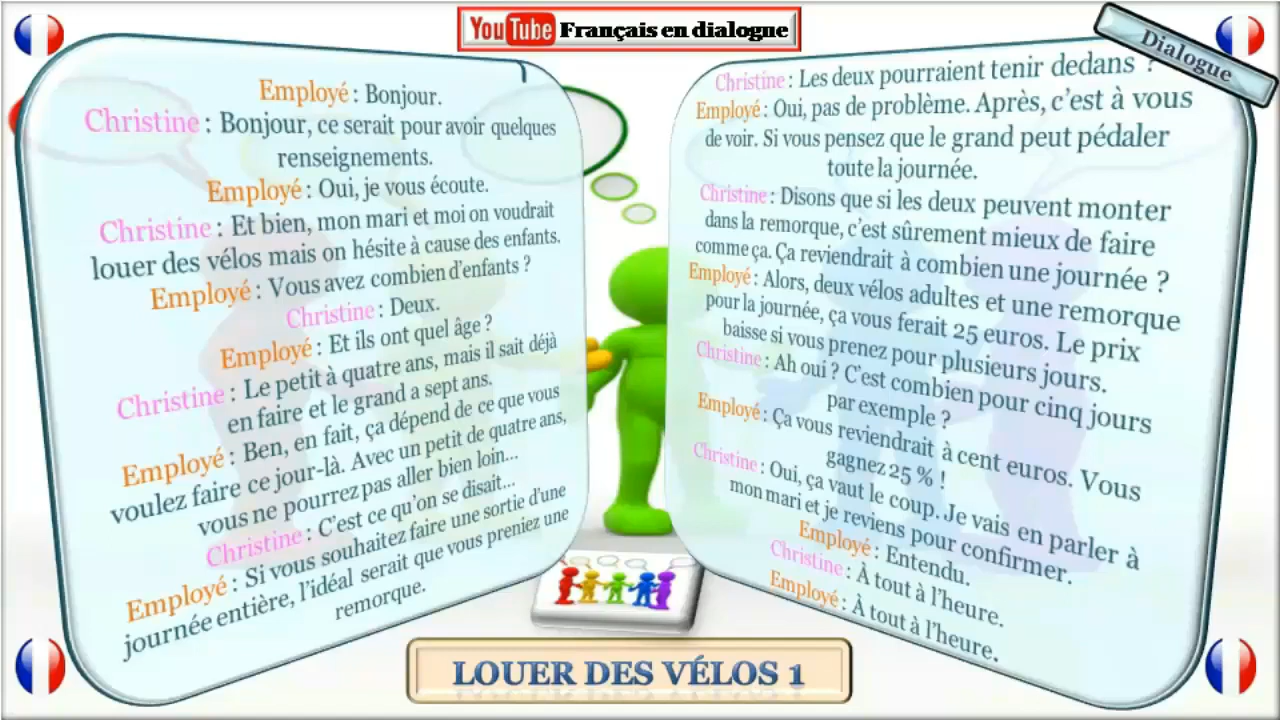 YouTube Français en dialogue
Dialogue
Employé : Bonjour.
Christine : Bonjour, ce serait pour avoir quelques
renseignements.
Employé : Oui, je vous écoute.
Christine : Et bien, mon mari et moi on voudrait
louer des vélos mais on hésite à cause des enfants.
Employé : Vous avez combien d'enfants ?
Christine : Deux.
Employé : Et ils ont quel âge ?
Christine : Le petit à quatre ans, mais il sait déjà
en faire et le grand a sept ans.
Employé : Ben, en fait, ça dépend de ce que vous
voulez faire ce jour-là. Avec un petit de quatre ans,
vous ne pourrez pas aller bien loin...
Christine : C'est ce qu'on se disait...
Employé : Si vous souhaitez faire une sortie d'une
journée entière, l'idéal serait que vous preniez une
remorque.
Christine : Les deux pourraient tenir dedans ?
Employé : Oui, pas de problème. Après, c'est à vous
de voir. Si vous pensez que le grand peut pédaler
toute la journée.
Christine : Disons que si les deux peuvent monter
dans la remorque, c'est sûrement mieux de faire
comme ça. Ça reviendrait à combien une journée ?
Employé : Alors, deux vélos adultes et une remorque
pour la journée, ça vous ferait 25 euros. Le prix
baisse si vous prenez pour plusieurs jours.
Christine : Ah oui ? C'est combien pour cinq jours
par exemple ?
Employé : Ça vous reviendrait à cent euros. Vous
gagnez 25 % !
Christine : Oui, ça vaut le coup. Je vais en parler à
mon mari et je reviens pour confirmer.
Employé : Entendu.
Christine : À tout à l'heure.
Employé : À tout à l'heure.
LOUER DES VÉLOS 1